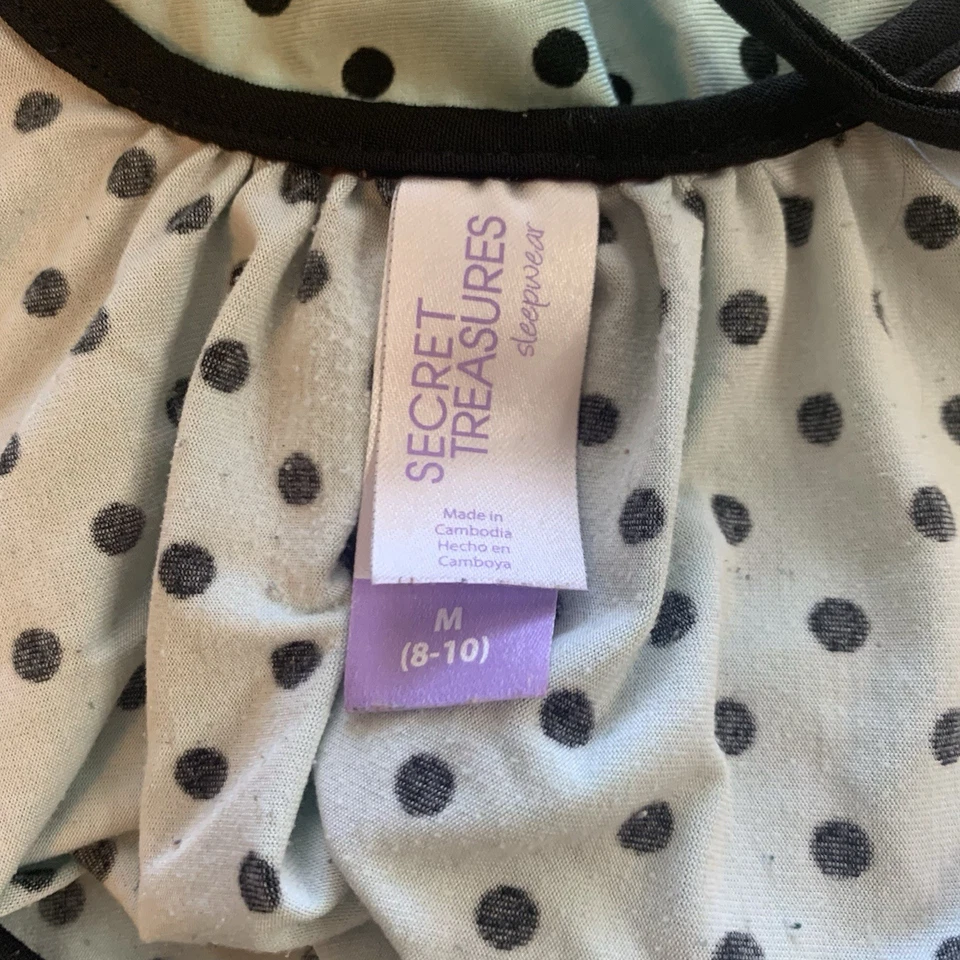 SECRET
TREASURES
sleepwear
Made in
Cambodia
Hecho en
Camboya
M
(8-10)